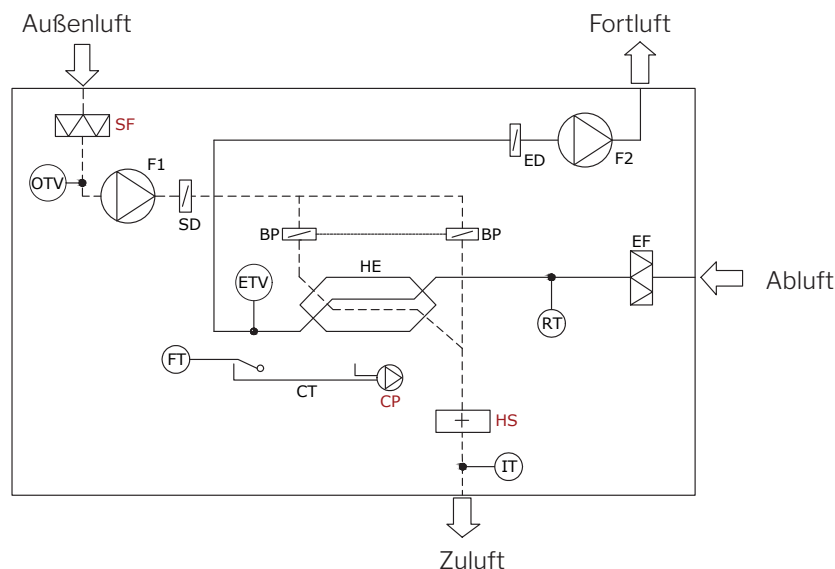 Außenluft
Fortluft
SF
F1
ED
F2
OTV
SD
BP
BP
EF
HE
ETV
Abluft
RT
FT
CT
CP
HS
IT
Zuluft